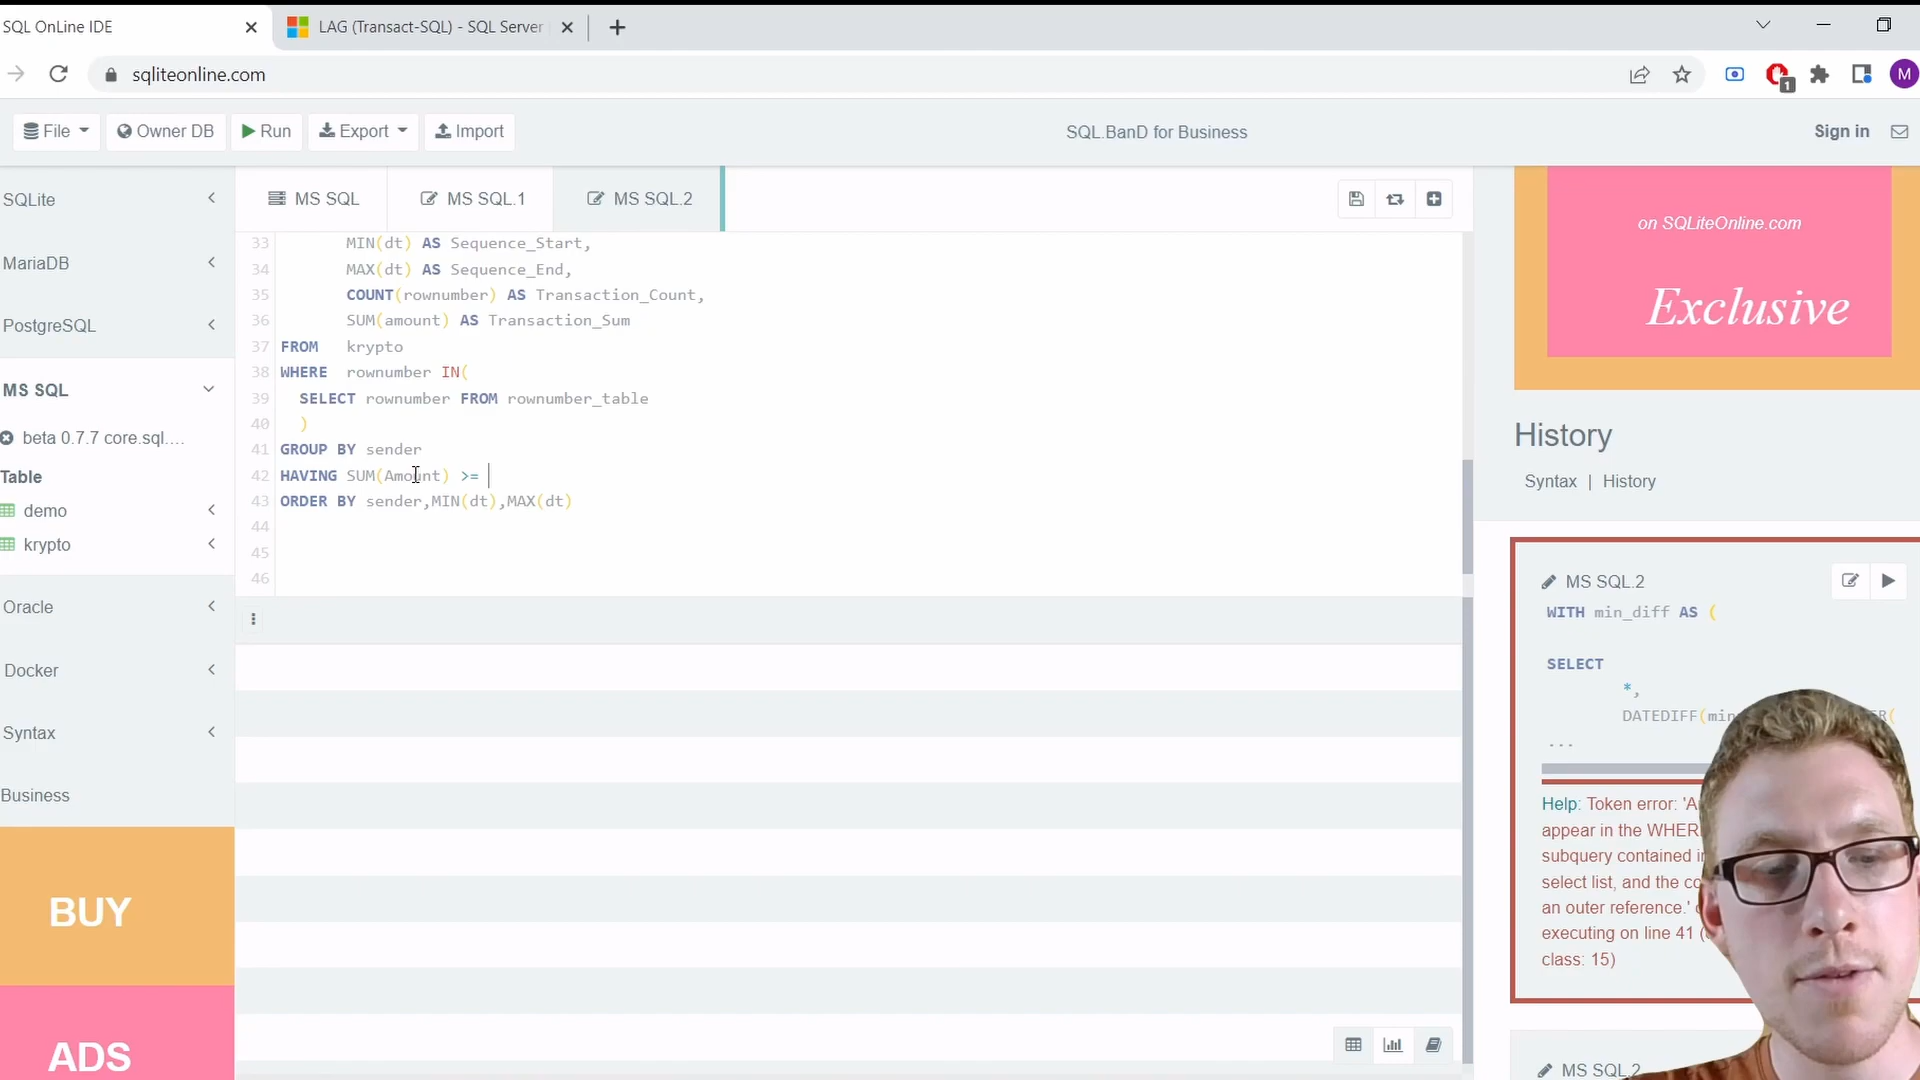 SQL OnLine IDE
LAG (Transact-SQL) - SQL Server
sqliteonline.com
1
M
File
Owner DB
Run
Export
Import
SQL.BanD for Business
Sign in
SQLite
MariaDB
PostgreSQL
MS SQL
beta 0.7.7 core.sql....
Table
demo
krypto
Oracle
Docker
Syntax
Business
BUY
ADS
MS SQL
MS SQL.1
MS SQL.2
33 MIN(dt) AS Sequence_Start,
34 MAX(dt) AS Sequence_End,
35 COUNT(rownumber) AS Transaction_Count,
36 SUM(amount) AS Transaction_Sum
37 FROM krypto
38 WHERE rownumber IN(
39 SELECT rownumber FROM rownumber_table
40 )
41 GROUP BY sender
42 HAVING SUM(Amount) >=
43 ORDER BY sender,MIN(dt),MAX(dt)
44
45
46
on SQLiteOnline.com
Exclusive
History
Syntax | History
MS SQL.2
WITH min_diff AS (
SELECT
*,
DATEDIFF(min
...
Help: Token error: 'A
appear in the WHER
subquery contained i
select list, and the co
an outer reference.'
executing on line 41 (
class: 15)
MS SQL.2